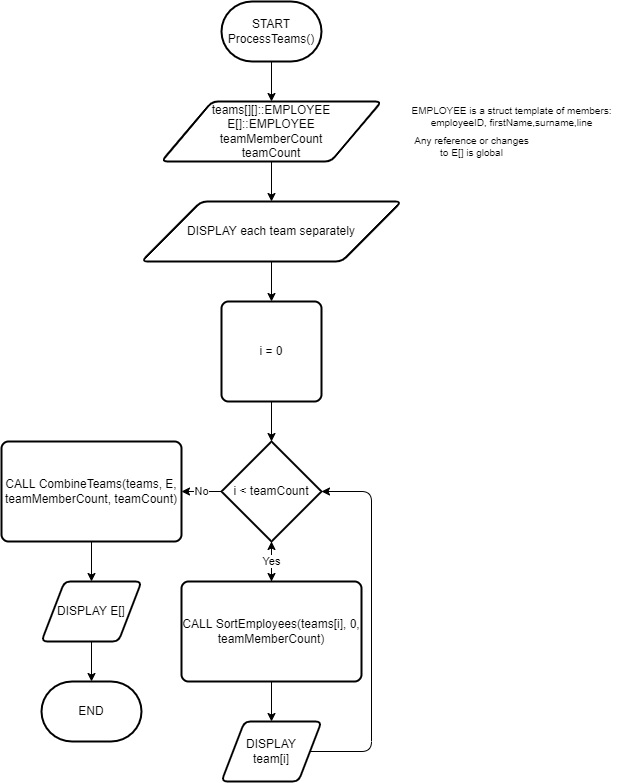 START
ProcessTeams()
teams[][]::EMPLOYEE
E[]::EMPLOYEE
teamMemberCount
teamCount
EMPLOYEE is a struct template of members:
employeeID, firstName,surname,line
Any reference or changes
to E[] is global
DISPLAY each team separately
i = 0
i < teamCount
No
CALL CombineTeams(teams, E,
teamMemberCount, teamCount)
Yes
DISPLAY E[]
CALL SortEmployees(teams[i], 0,
teamMemberCount)
END
DISPLAY
team[i]